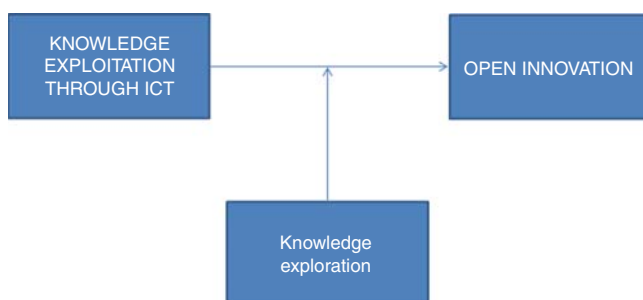 KNOWLEDGE
EXPLOITATION
THROUGH ICT
OPEN INNOVATION
Knowledge
exploration